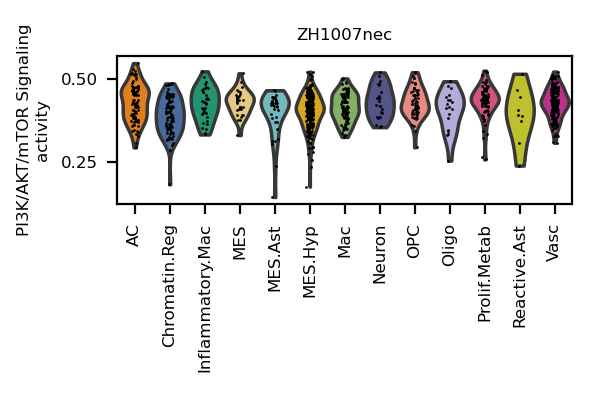 ZH1007nec
PI3K/AKT/mTOR Signaling
activity
0.50
0.25
AC
Chromatin.Reg
Inflammatory.Mac
MES
MES.Ast
MES.Hyp
Mac
Neuron
OPC
Oligo
Prolif.Metab
Reactive.Ast
Vasc